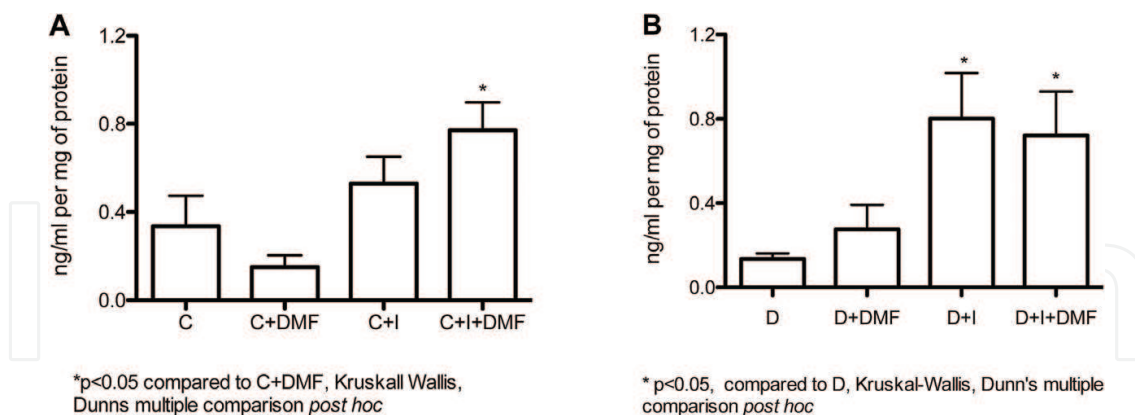 A
ng/ml per mg of protein
1.2
0.8
0.4
0.0
*
C C+DMF C+I C+I+DMF
*p<0.05 compared to C+DMF, Kruskall Wallis,
Dunns multiple comparison post hoc
B
ng/ml per mg of protein
1.2
0.8
0.4
0.0
* *
D D+DMF D+I D+I+DMF
* p<0.05, compared to D, Kruskal-Wallis, Dunn's multiple
comparison post hoc